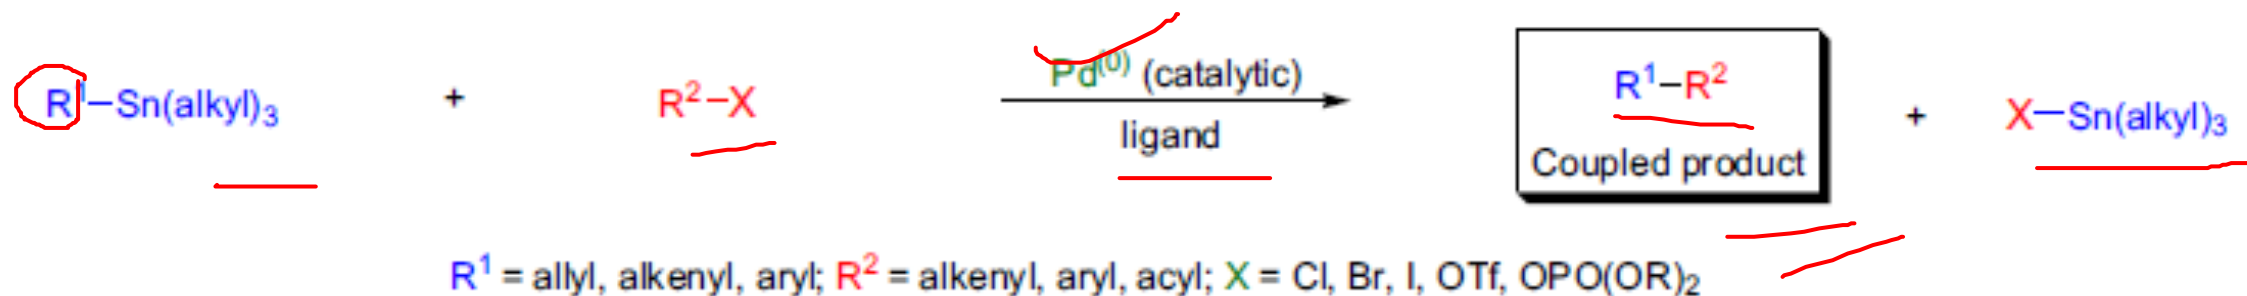 R¹–Sn(alkyl)₃ + R²–X Pd⁽⁰⁾ (catalytic) R¹–R² + X–Sn(alkyl)₃
ligand Coupled product
R¹ = allyl, alkenyl, aryl; R² = alkenyl, aryl, acyl; X = Cl, Br, I, OTf, OPO(OR)₂